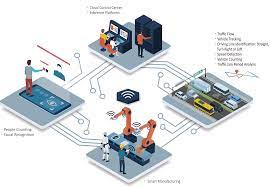 • Cloud Control Center
• Inference Platform
• Traffic Flow
• Vehicle Tracking
• Driving Line Identification: Straight,
Turn Right or Left
• Speed Detection
• Vehicle Counting
• Traffic Jam Period Analysis
• People Counting
• Facial Recognition
• Smart Manufacturing